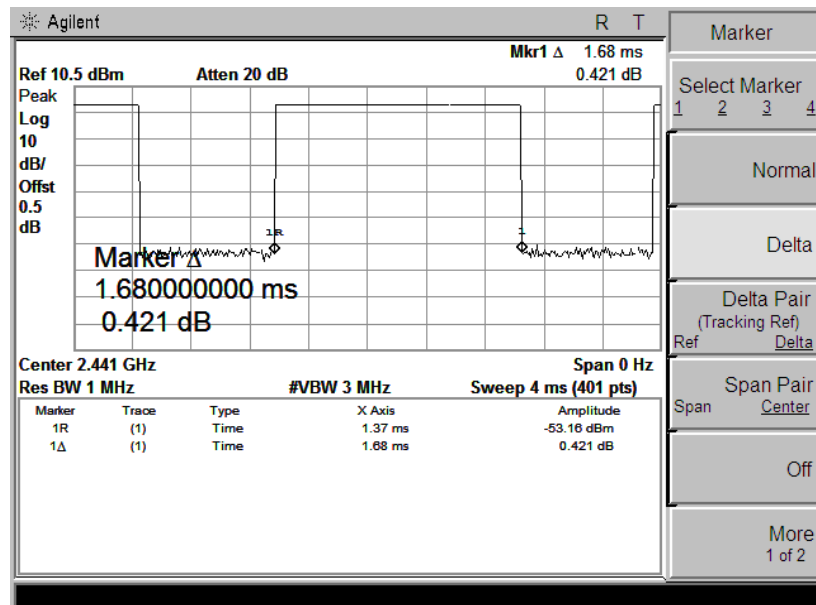 Agilent R T
Mkr1 Δ 1.68 ms
Ref 10.5 dBm Atten 20 dB 0.421 dB
Peak
Log
10
dB/
Offst
0.5
dB
1R 1
Marker Δ
1.680000000 ms
0.421 dB
Center 2.441 GHz Span 0 Hz
Res BW 1 MHz #VBW 3 MHz Sweep 4 ms (401 pts)
Marker Trace Type X Axis Amplitude
1R (1) Time 1.37 ms -53.16 dBm
1Δ (1) Time 1.68 ms 0.421 dB
Marker
Select Marker
1 2 3 4
Normal
Delta
Delta Pair
(Tracking Ref)
Ref Delta
Span Pair
Span Center
Off
More
1 of 2